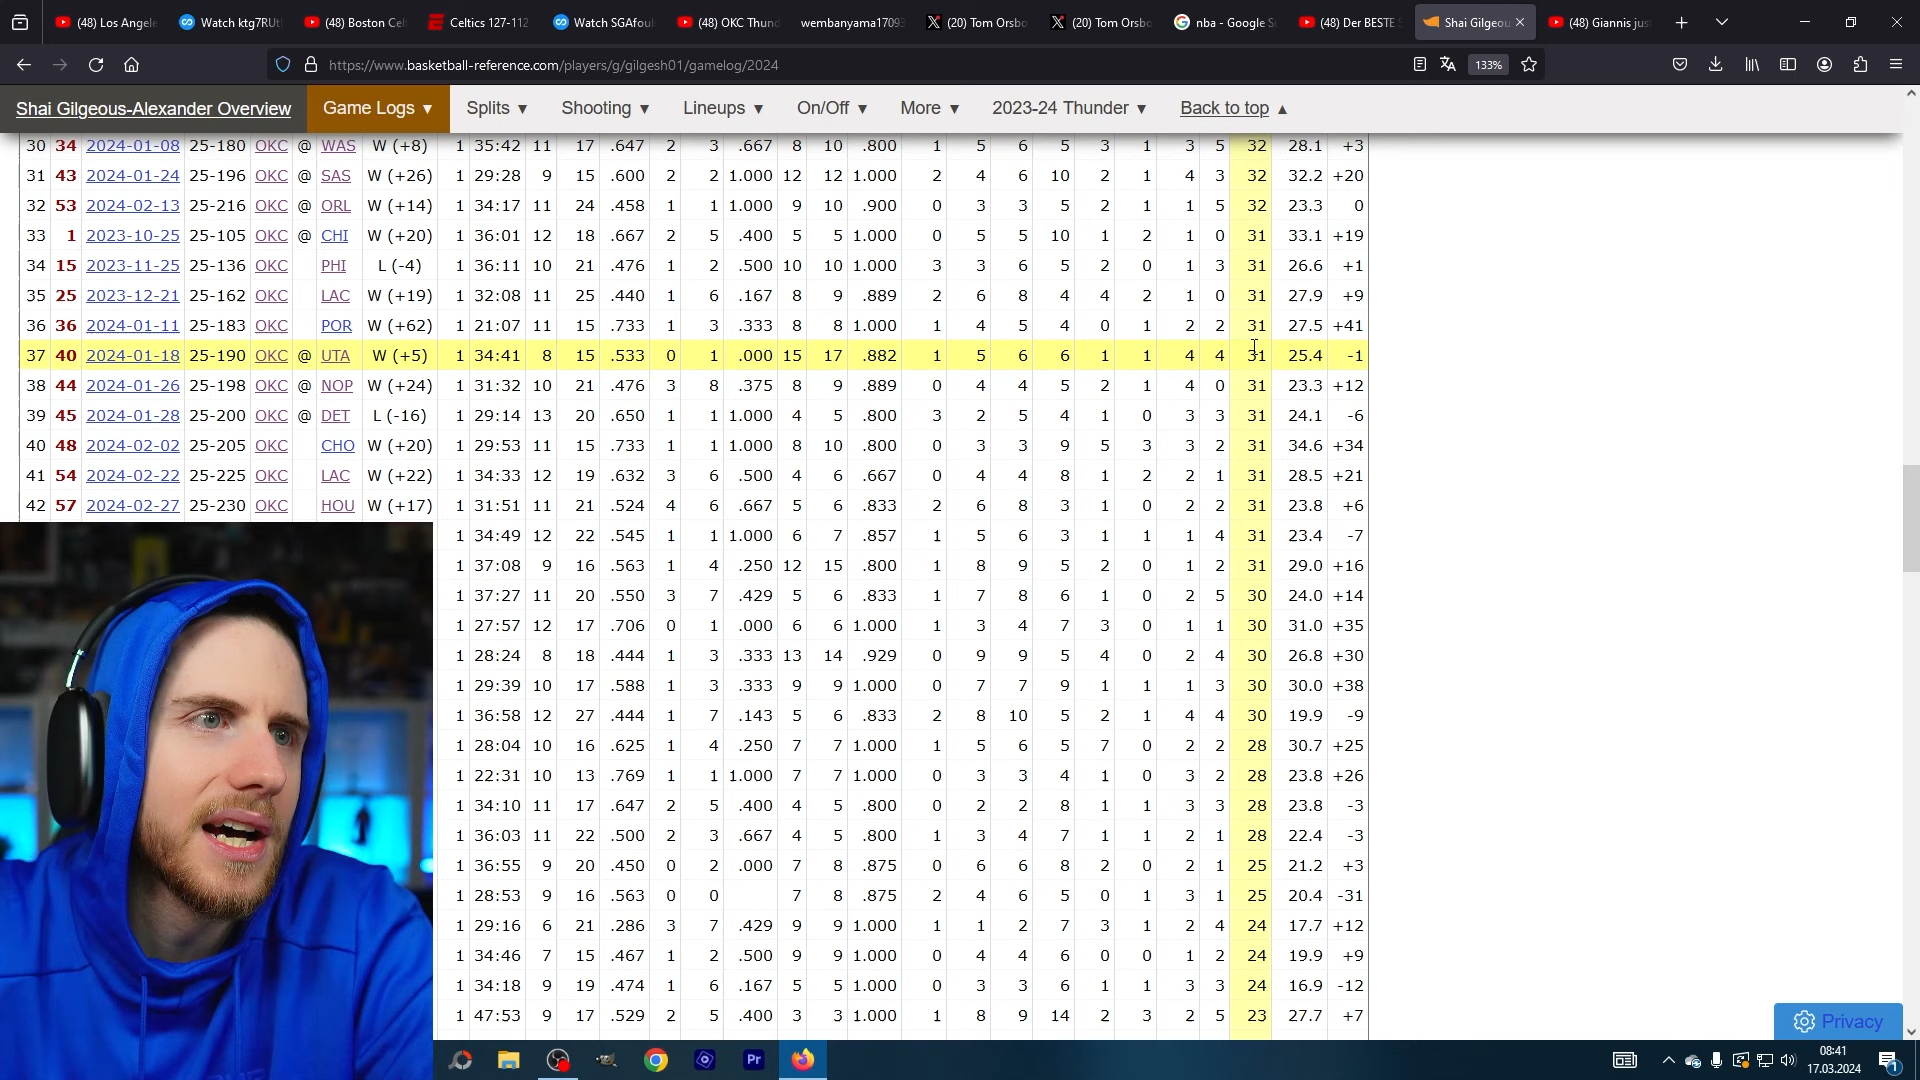 (48) Los Angele
Watch ktg7RUt
(48) Boston Cel
Celtics 127-112
Watch SGAfoul
(48) OKC Thund
wembanyama1709
(20) Tom Orsbo
(20) Tom Orsbo
nba - Google S
(48) Der BESTE S
Shai Gilgeou
(48) Giannis jus
https://www.basketball-reference.com/players/g/gilgesh01/gamelog/2024
133%
Shai Gilgeous-Alexander Overview Game Logs ▼ Splits ▼ Shooting ▼ Lineups ▼ On/Off ▼ More ▼ 2023-24 Thunder ▼ Back to top ▲
30 34 2024-01-08 25-180 OKC @ WAS W (+8) 1 35:42 11 17 .647 2 3 .667 8 10 .800 1 5 6 5 3 1 3 5 32 28.1 +3
31 43 2024-01-24 25-196 OKC @ SAS W (+26) 1 29:28 9 15 .600 2 2 1.000 12 12 1.000 2 4 6 10 2 1 4 3 32 32.2 +20
32 53 2024-02-13 25-216 OKC @ ORL W (+14) 1 34:17 11 24 .458 1 1 1.000 9 10 .900 0 3 3 5 2 1 1 5 32 23.3 0
33 1 2023-10-25 25-105 OKC @ CHI W (+20) 1 36:01 12 18 .667 2 5 .400 5 5 1.000 0 5 5 10 1 2 1 0 31 33.1 +19
34 15 2023-11-25 25-136 OKC PHI L (-4) 1 36:11 10 21 .476 1 2 .500 10 10 1.000 3 3 6 5 2 0 1 3 31 26.6 +1
35 25 2023-12-21 25-162 OKC LAC W (+19) 1 32:08 11 25 .440 1 6 .167 8 9 .889 2 6 8 4 4 2 1 0 31 27.9 +9
36 36 2024-01-11 25-183 OKC POR W (+62) 1 21:07 11 15 .733 1 3 .333 8 8 1.000 1 4 5 4 0 1 2 2 31 27.5 +41
37 40 2024-01-18 25-190 OKC @ UTA W (+5) 1 34:41 8 15 .533 0 1 .000 15 17 .882 1 5 6 6 1 1 4 4 31 25.4 -1
38 44 2024-01-26 25-198 OKC @ NOP W (+24) 1 31:32 10 21 .476 3 8 .375 8 9 .889 0 4 4 5 2 1 4 0 31 23.3 +12
39 45 2024-01-28 25-200 OKC @ DET L (-16) 1 29:14 13 20 .650 1 1 1.000 4 5 .800 3 2 5 4 1 0 3 3 31 24.1 -6
40 48 2024-02-02 25-205 OKC CHO W (+20) 1 29:53 11 15 .733 1 1 1.000 8 10 .800 0 3 3 9 5 3 3 2 31 34.6 +34
41 54 2024-02-22 25-225 OKC LAC W (+22) 1 34:33 12 19 .632 3 6 .500 4 6 .667 0 4 4 8 1 2 2 1 31 28.5 +21
42 57 2024-02-27 25-230 OKC HOU W (+17) 1 31:51 11 21 .524 4 6 .667 5 6 .833 2 6 8 3 1 0 2 2 31 23.8 +6
1 34:49 12 22 .545 1 1 1.000 6 7 .857 1 5 6 3 1 1 1 4 31 23.4 -7
1 37:08 9 16 .563 1 4 .250 12 15 .800 1 8 9 5 2 0 1 2 31 29.0 +16
1 37:27 11 20 .550 3 7 .429 5 6 .833 1 7 8 6 1 0 2 5 30 24.0 +14
1 27:57 12 17 .706 0 1 .000 6 6 1.000 1 3 4 7 3 0 1 1 30 31.0 +35
1 28:24 8 18 .444 1 3 .333 13 14 .929 0 9 9 5 4 0 2 4 30 26.8 +30
1 29:39 10 17 .588 1 3 .333 9 9 1.000 0 7 7 9 1 1 1 3 30 30.0 +38
1 36:58 12 27 .444 1 7 .143 5 6 .833 2 8 10 5 2 1 4 4 30 19.9 -9
1 28:04 10 16 .625 1 4 .250 7 7 1.000 1 5 6 5 7 0 2 2 28 30.7 +25
1 22:31 10 13 .769 1 1 1.000 7 7 1.000 0 3 3 4 1 0 3 2 28 23.8 +26
1 34:10 11 17 .647 2 5 .400 4 5 .800 0 2 2 8 1 1 3 3 28 23.8 -3
1 36:03 11 22 .500 2 3 .667 4 5 .800 1 3 4 7 1 1 2 1 28 22.4 -3
1 36:55 9 20 .450 0 2 .000 7 8 .875 0 6 6 8 2 0 2 1 25 21.2 +3
1 28:53 9 16 .563 0 0 7 8 .875 2 4 6 5 0 1 3 1 25 20.4 -31
1 29:16 6 21 .286 3 7 .429 9 9 1.000 1 1 2 7 3 1 2 4 24 17.7 +12
1 34:46 7 15 .467 1 2 .500 9 9 1.000 0 4 4 6 0 0 1 2 24 19.9 +9
1 34:18 9 19 .474 1 6 .167 5 5 1.000 0 3 3 6 1 1 3 3 24 16.9 -12
1 47:53 9 17 .529 2 5 .400 3 3 1.000 1 8 9 14 2 3 2 5 23 27.7 +7
Privacy
Pr
08:41
17.03.2024
1